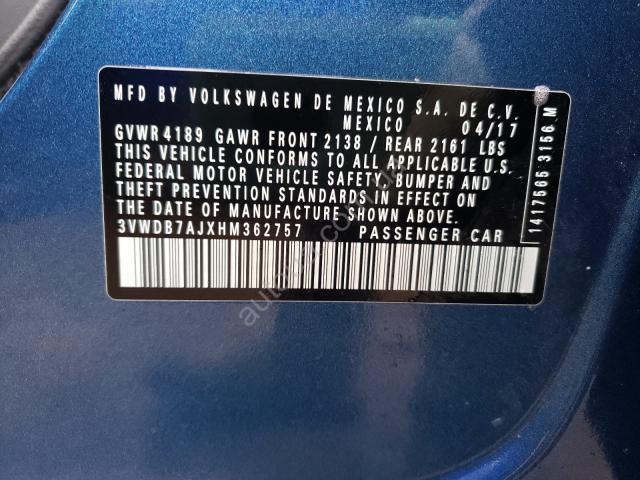 MFD BY VOLKSWAGEN DE MEXICO S.A. DE C.V.
MEXICO 04/17
GVWR 4189 GAWR FRONT 2138 / REAR 2161 LBS
THIS VEHICLE CONFORMS TO ALL APPLICABLE U.S.
FEDERAL MOTOR VEHICLE SAFETY, BUMPER AND
THEFT PREVENTION STANDARDS IN EFFECT ON
THE DATE OF MANUFACTURE SHOWN ABOVE.
3VWDB7AJXHM362757 PASSENGER CAR
1417565 3156 M